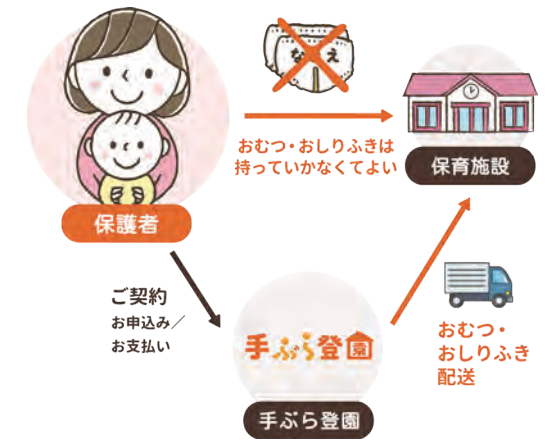 なまえ
おむつ・おしりふきは
持っていかなくてよい
保育施設
保護者
ご契約
お申込み／
お支払い
手ぶら登園
おむつ・
おしりふき
配送
手ぶら登園